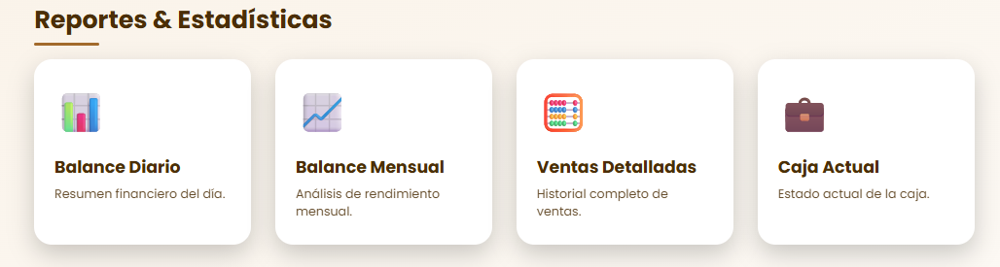 Reportes & Estadísticas
Balance Diario
Resumen financiero del día.
Balance Mensual
Análisis de rendimiento
mensual.
Ventas Detalladas
Historial completo de
ventas.
Caja Actual
Estado actual de la caja.